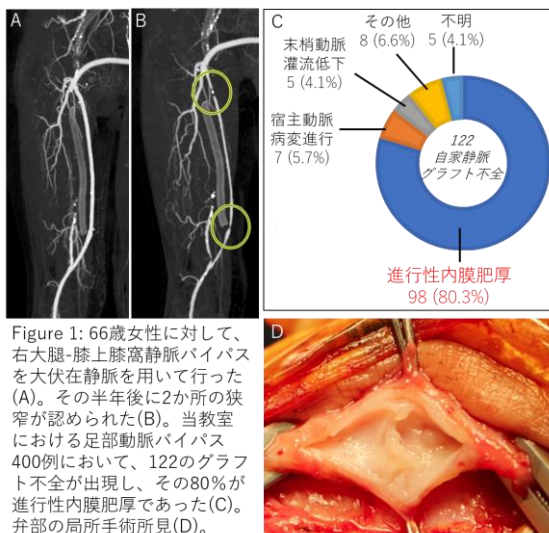 A
B
C
その他
8 (6.6%)
不明
5 (4.1%)
末梢動脈
灌流低下
5 (4.1%)
宿主動脈
病変進行
7 (5.7%)
122
自家静脈
グラフト不全
進行性内膜肥厚
98 (80.3%)
D
Figure 1: 66歳女性に対して、
右大腿-膝上膝窩静脈バイパス
を大伏在静脈を用いて行った
(A)。その半年後に2か所の狭
窄が認められた(B)。当教室
における足部動脈バイパス
400例において、122のグラフ
ト不全が出現し、その80%が
進行性内膜肥厚であった(C)。
弁部の局所手術所見(D)。